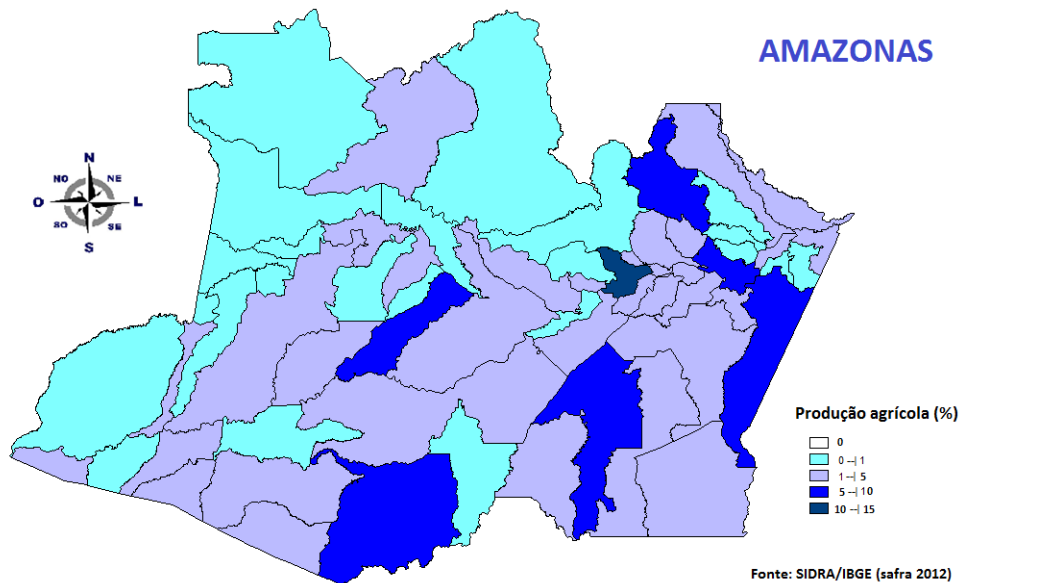 AMAZONAS
N
NO NE
O L
SO SE
S
Produção agrícola (%)
0
0 --| 1
1 --| 5
5 --| 10
10 --| 15
Fonte: SIDRA/IBGE (safra 2012)